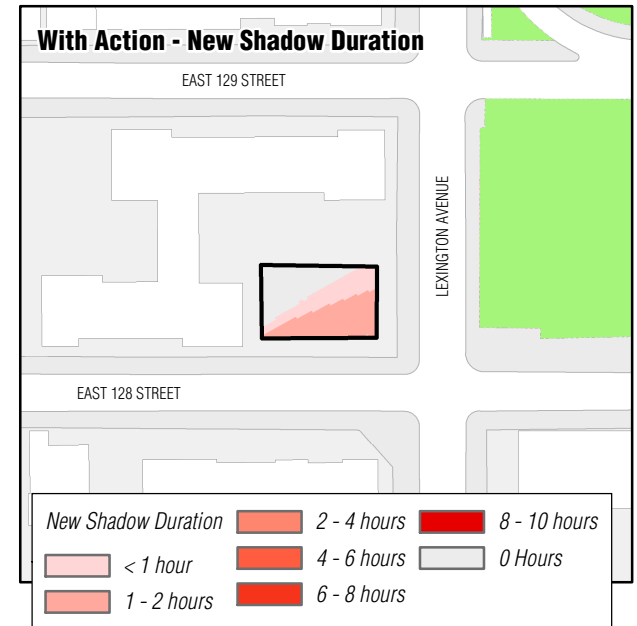 With Action - New Shadow Duration
EAST 129 STREET
LEXINGTON AVENUE
EAST 128 STREET
New Shadow Duration
< 1 hour
1 - 2 hours
2 - 4 hours
4 - 6 hours
6 - 8 hours
8 - 10 hours
0 Hours